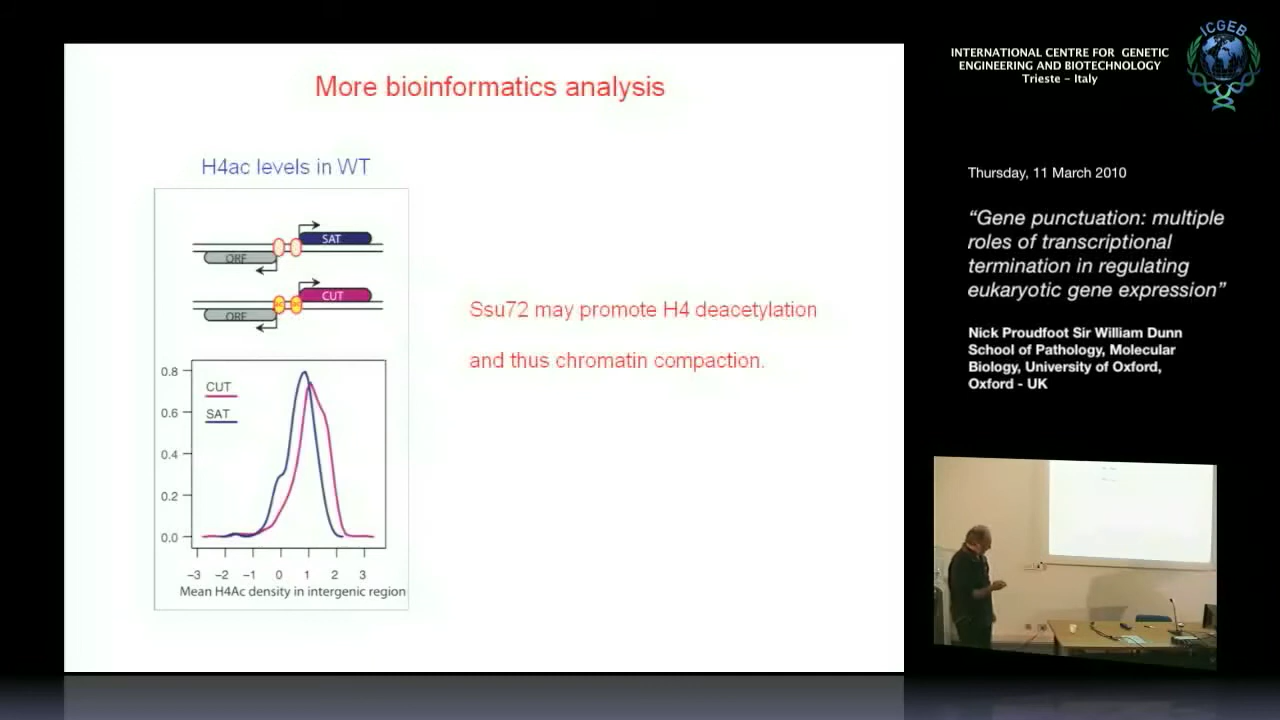 More bioinformatics analysis
H4ac levels in WT
SAT
ORF
CUT
ORF
0.8
0.6
0.4
0.2
0.0
CUT
SAT
−3 −2 −1 0 1 2 3
Mean H4Ac density in intergenic region
Ssu72 may promote H4 deacetylation
and thus chromatin compaction.
INTERNATIONAL CENTRE FOR GENETIC
ENGINEERING AND BIOTECHNOLOGY
Trieste – Italy
ICGEB
Thursday, 11 March 2010
“Gene punctuation: multiple
roles of transcriptional
termination in regulating
eukaryotic gene expression”
Nick Proudfoot Sir William Dunn
School of Pathology, Molecular
Biology, University of Oxford,
Oxford - UK